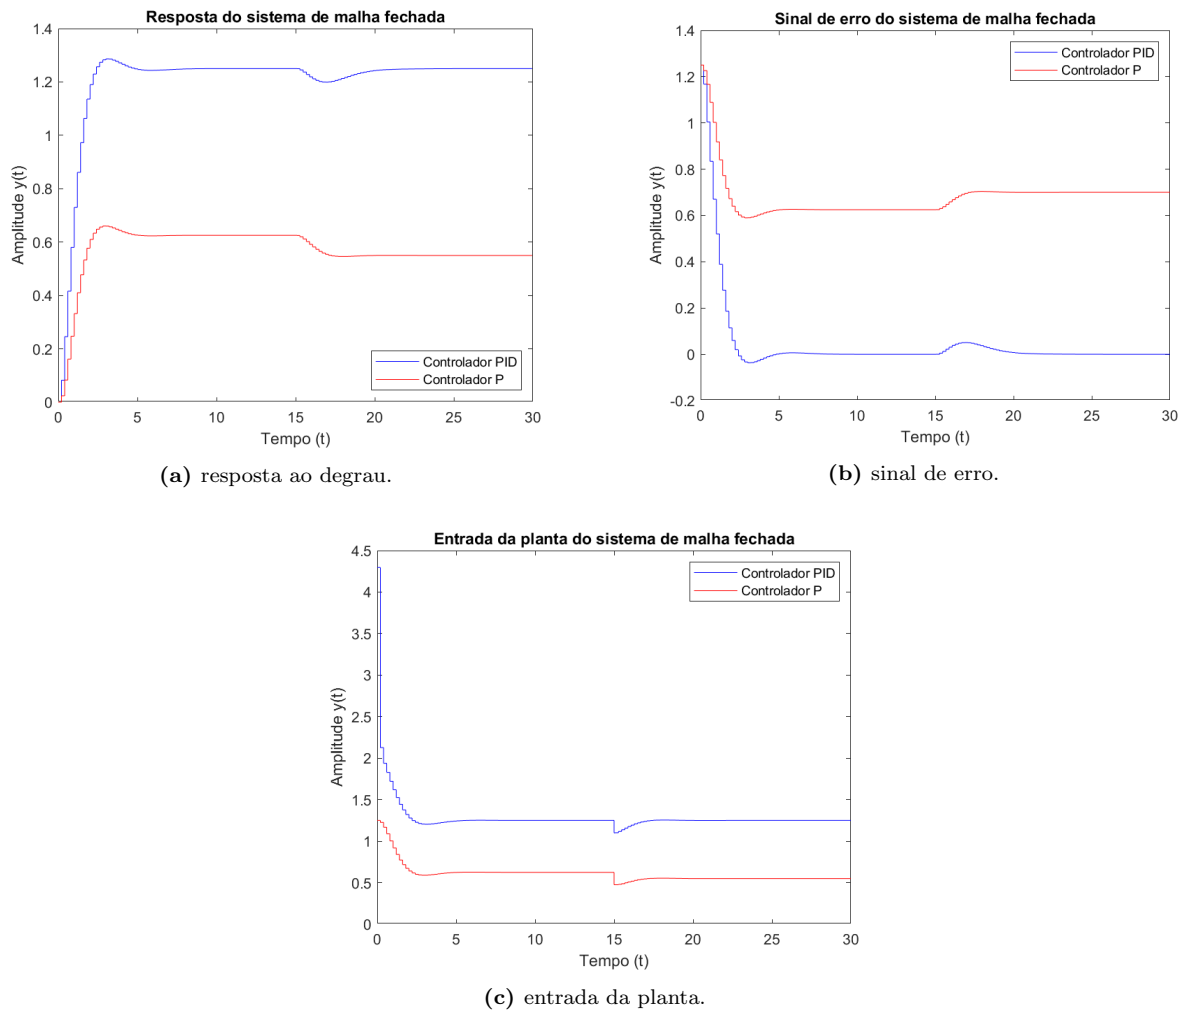 Resposta do sistema de malha fechada
1.4
1.2
1
0.8
0.6
0.4
0.2
0
Amplitude y(t)
Controlador PID
Controlador P
0 5 10 15 20 25 30
Tempo (t)
(a) resposta ao degrau.
Sinal de erro do sistema de malha fechada
1.4
1.2
1
0.8
0.6
0.4
0.2
0
-0.2
Amplitude y(t)
Controlador PID
Controlador P
0 5 10 15 20 25 30
Tempo (t)
(b) sinal de erro.
Entrada da planta do sistema de malha fechada
4.5
4
3.5
3
2.5
2
1.5
1
0.5
0
Amplitude y(t)
Controlador PID
Controlador P
0 5 10 15 20 25 30
Tempo (t)
(c) entrada da planta.